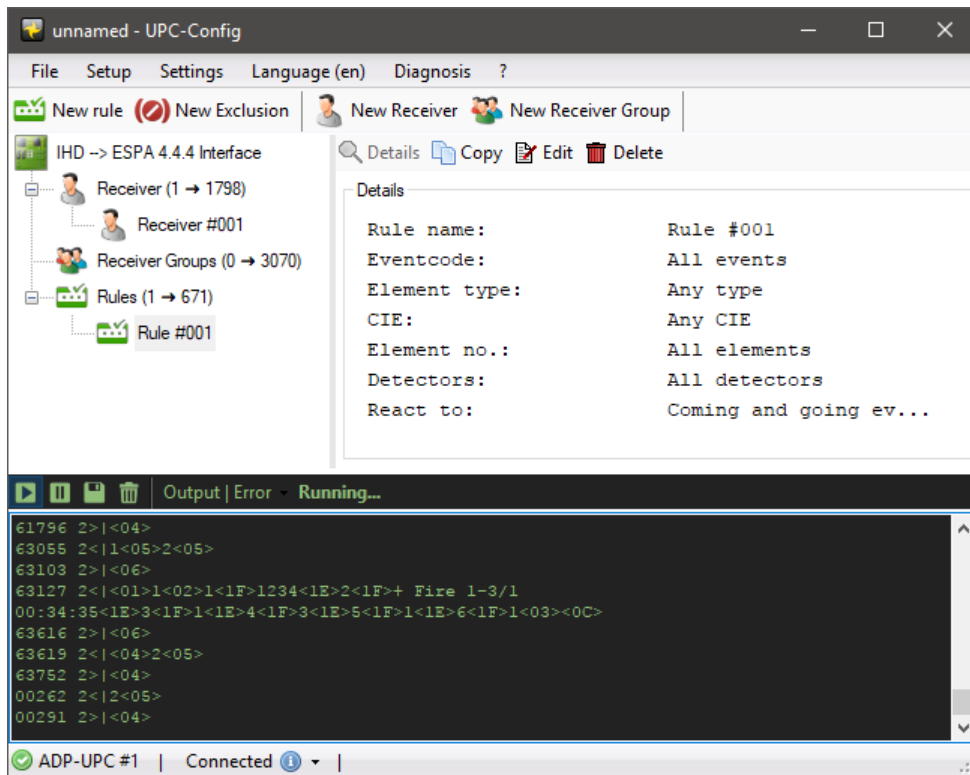 unnamed - UPC-Config
File Setup Settings Language (en) Diagnosis ?
New rule New Exclusion New Receiver New Receiver Group
IHD --> ESPA 4.4.4 Interface
Receiver (1 → 1798)
Receiver #001
Receiver Groups (0 → 3070)
Rules (1 → 671)
Rule #001
Details Copy Edit Delete
Details
Rule name: Rule #001
Eventcode: All events
Element type: Any type
CIE: Any CIE
Element no.: All elements
Detectors: All detectors
React to: Coming and going ev...
Output | Error Running...
61796 2>|<04>
63055 2<|1<05>2<05>
63103 2>|<06>
63127 2<|<01>1<02>1<1F>1234<1E>2<1F>+ Fire 1-3/1
00:34:35<1E>3<1F>1<1E>4<1F>3<1E>5<1F>1<1E>6<1F>1<03><0C>
63616 2>|<06>
63619 2<|<04>2<05>
63752 2>|<04>
00262 2<|2<05>
00291 2>|<04>
ADP-UPC #1 | Connected |